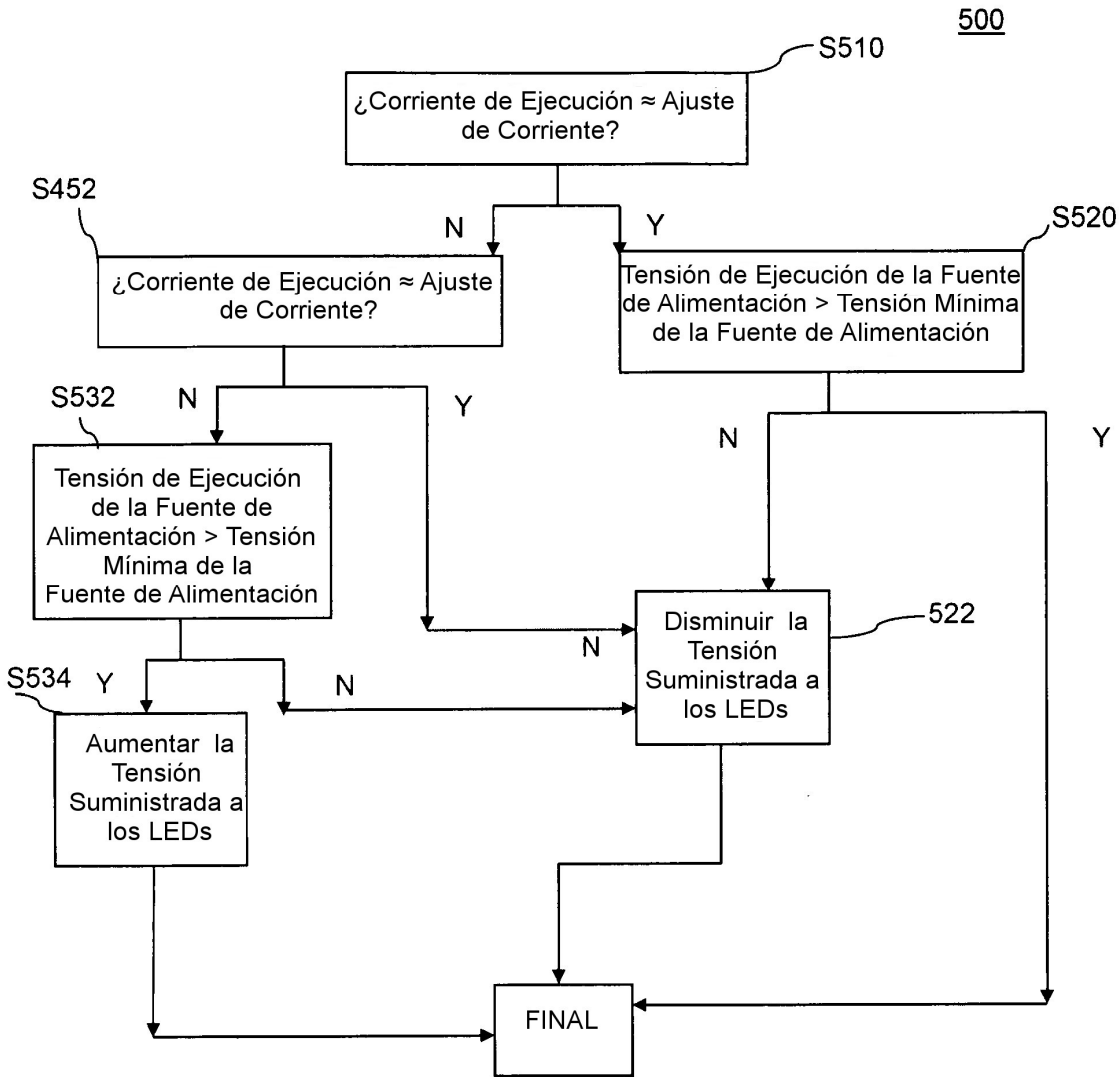 500
S510
¿Corriente de Ejecución ≈ Ajuste
de Corriente?
S452
N
Y
S520
¿Corriente de Ejecución ≈ Ajuste
de Corriente?
Tensión de Ejecución de la Fuente
de Alimentación > Tensión Mínima
de la Fuente de Alimentación
S532
N
Y
N
Y
Tensión de Ejecución
de la Fuente de
Alimentación > Tensión
Mínima de la
Fuente de Alimentación
Disminuir la
Tensión
Suministrada a
los LEDs
522
N
S534
Y
N
Aumentar la
Tensión
Suministrada a
los LEDs
FINAL